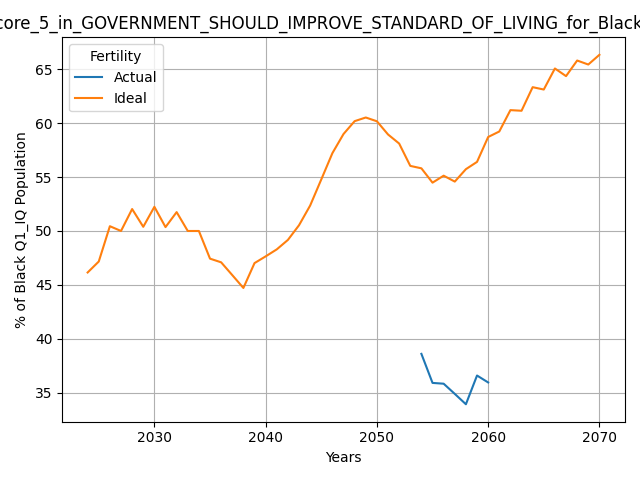 core_5_in_GOVERNMENT_SHOULD_IMPROVE_STANDARD_OF_LIVING_for_Black
Fertility
Actual
Ideal
% of Black Q1_IQ Population
65
60
55
50
45
40
35
2030
2040
2050
2060
2070
Years